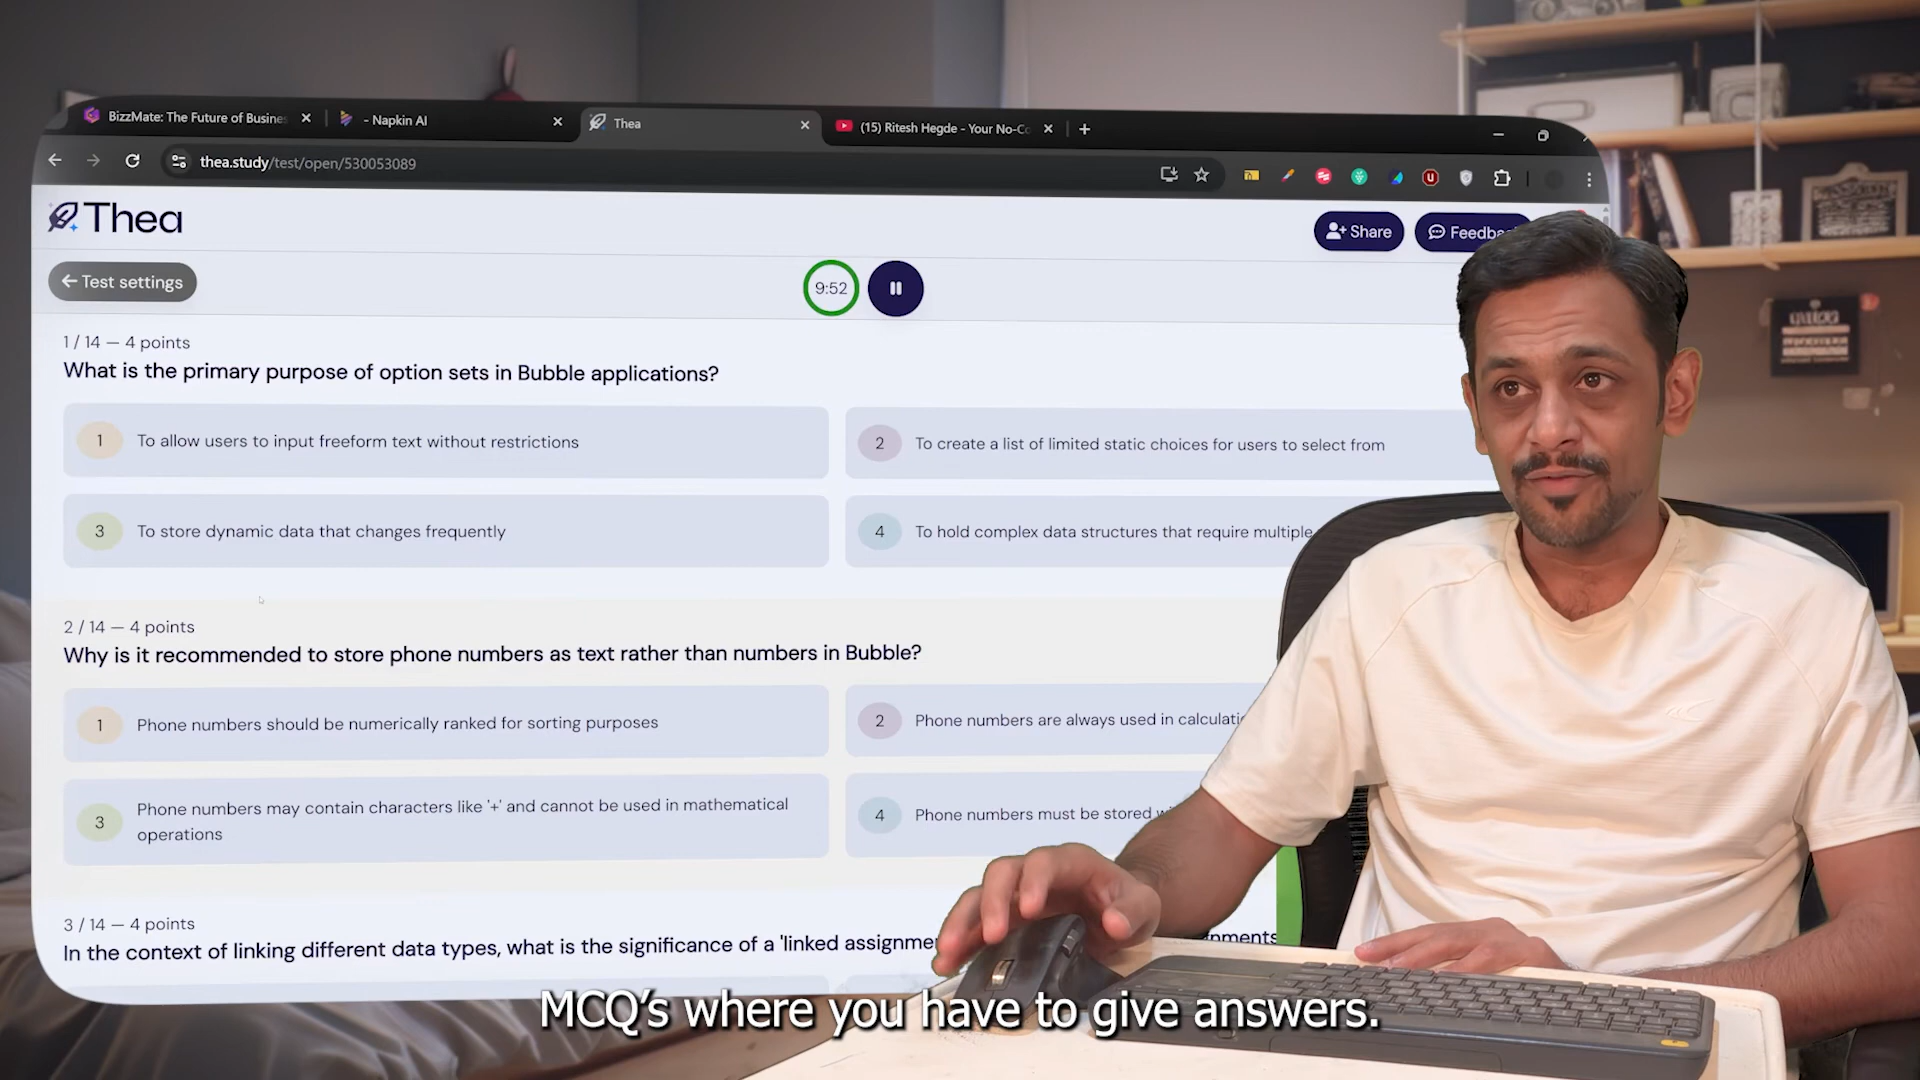 BizzMate: The Future of Busines
- Napkin AI
Thea
(15) Ritesh Hegde - Your No-Co
thea.study/test/open/530053089
Thea
Share
Feedbac
Test settings
9:52
1 / 14 — 4 points
What is the primary purpose of option sets in Bubble applications?
1 To allow users to input freeform text without restrictions
2 To create a list of limited static choices for users to select from
3 To store dynamic data that changes frequently
4 To hold complex data structures that require multiple
2 / 14 — 4 points
Why is it recommended to store phone numbers as text rather than numbers in Bubble?
1 Phone numbers should be numerically ranked for sorting purposes
2 Phone numbers are always used in calculatio
3 Phone numbers may contain characters like '+' and cannot be used in mathematical
operations
4 Phone numbers must be stored
3 / 14 — 4 points
In the context of linking different data types, what is the significance of a 'linked assignmen
MCQ's where you have to give answers.